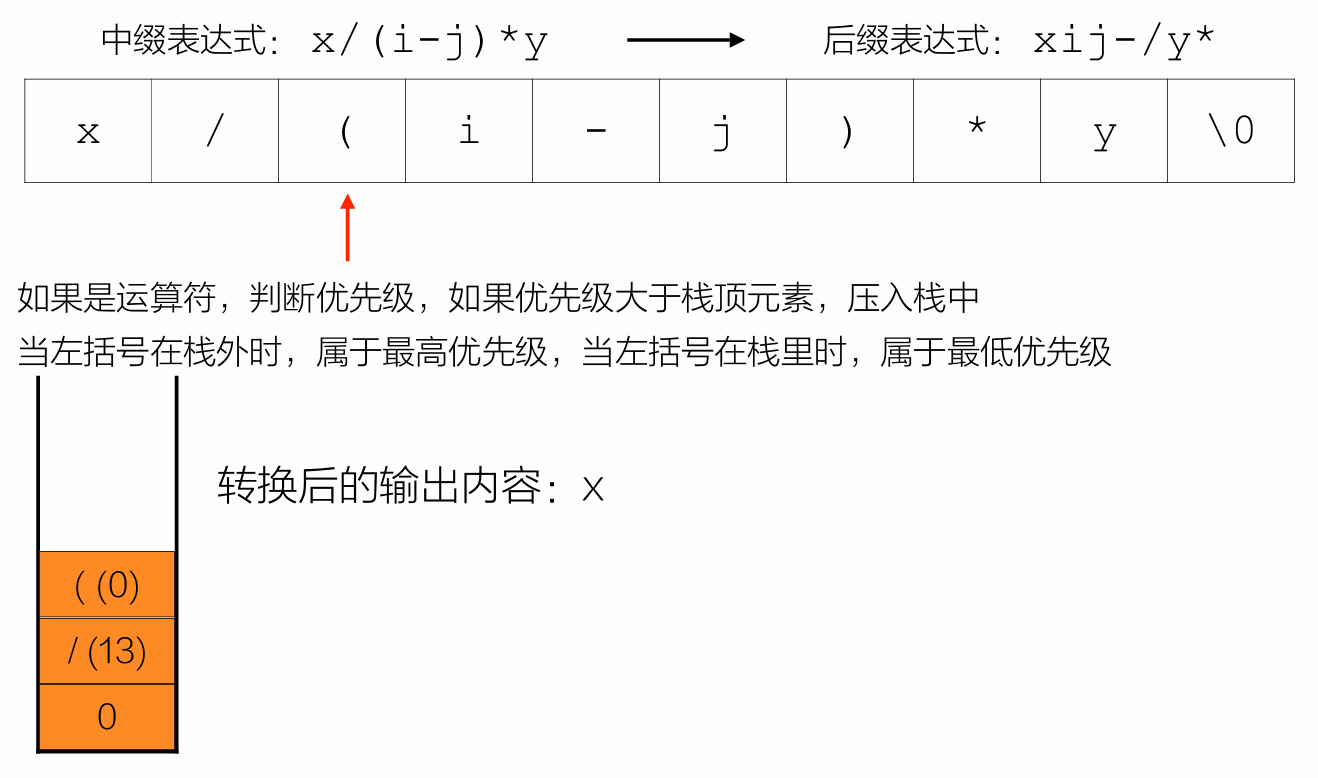 中缀表达式： x/(i-j)*y 后缀表达式： xij-/y*
x / ( i - j ) * y \0
如果是运算符，判断优先级，如果优先级大于栈顶元素，压入栈中
当左括号在栈外时，属于最高优先级，当左括号在栈里时，属于最低优先级
转换后的输出内容：x
( (0)
/ (13)
0